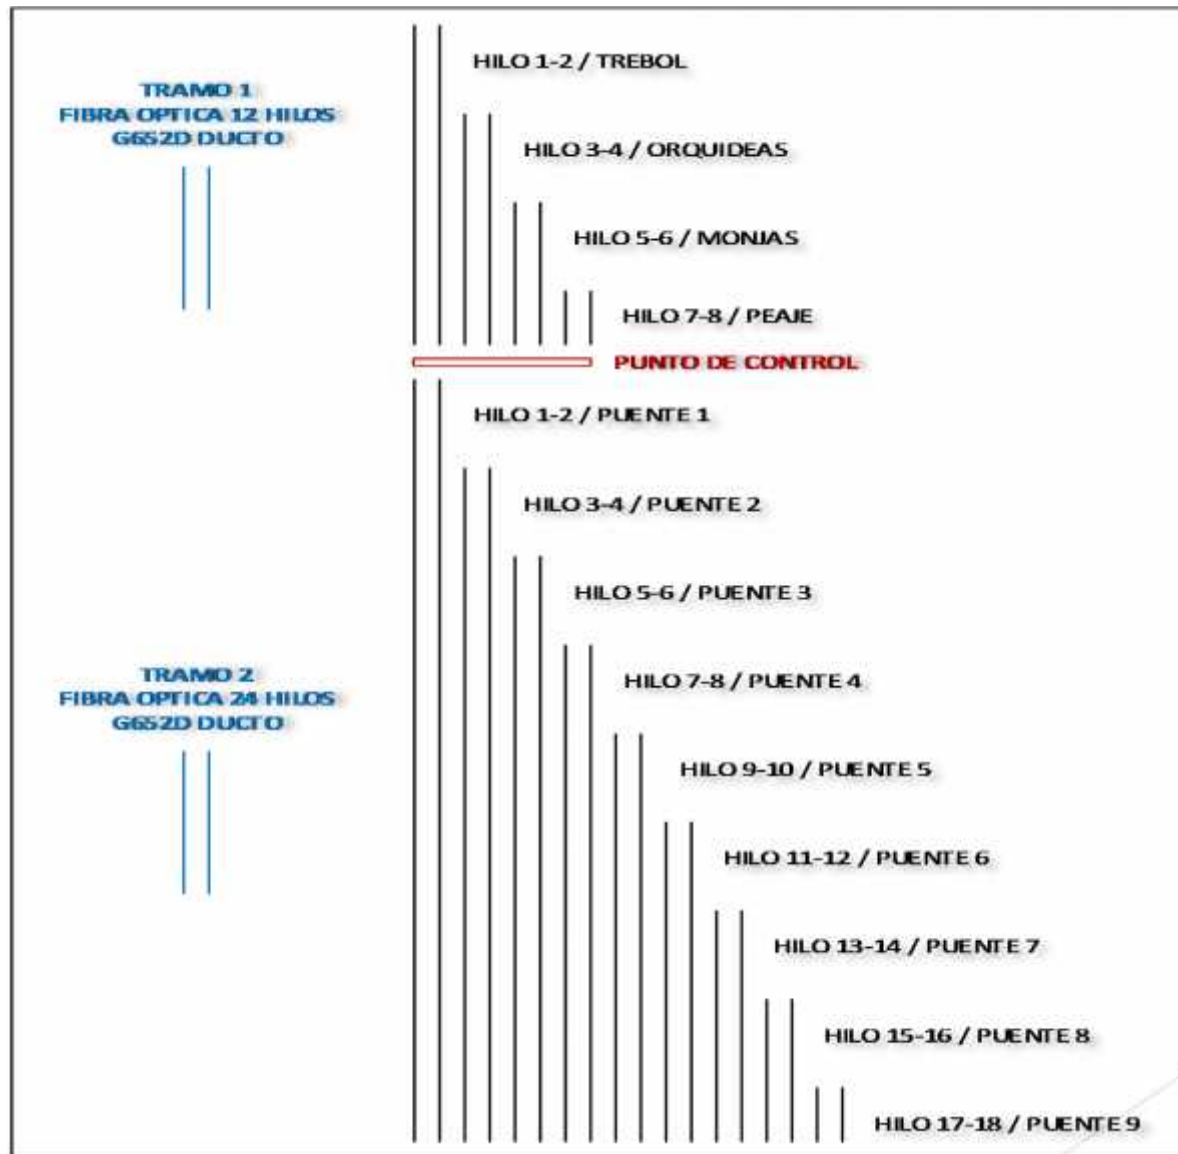 TRAMO 1
FIBRA OPTICA 12 HILOS
G652D DUCTO
HILO 1-2 / TREBOL
HILO 3-4 / ORQUIDEAS
HILO 5-6 / MONJAS
HILO 7-8 / PEAJE
PUNTO DE CONTROL
HILO 1-2 / PUENTE 1
HILO 3-4 / PUENTE 2
HILO 5-6 / PUENTE 3
TRAMO 2
FIBRA OPTICA 24 HILOS
G652D DUCTO
HILO 7-8 / PUENTE 4
HILO 9-10 / PUENTE 5
HILO 11-12 / PUENTE 6
HILO 13-14 / PUENTE 7
HILO 15-16 / PUENTE 8
HILO 17-18 / PUENTE 9